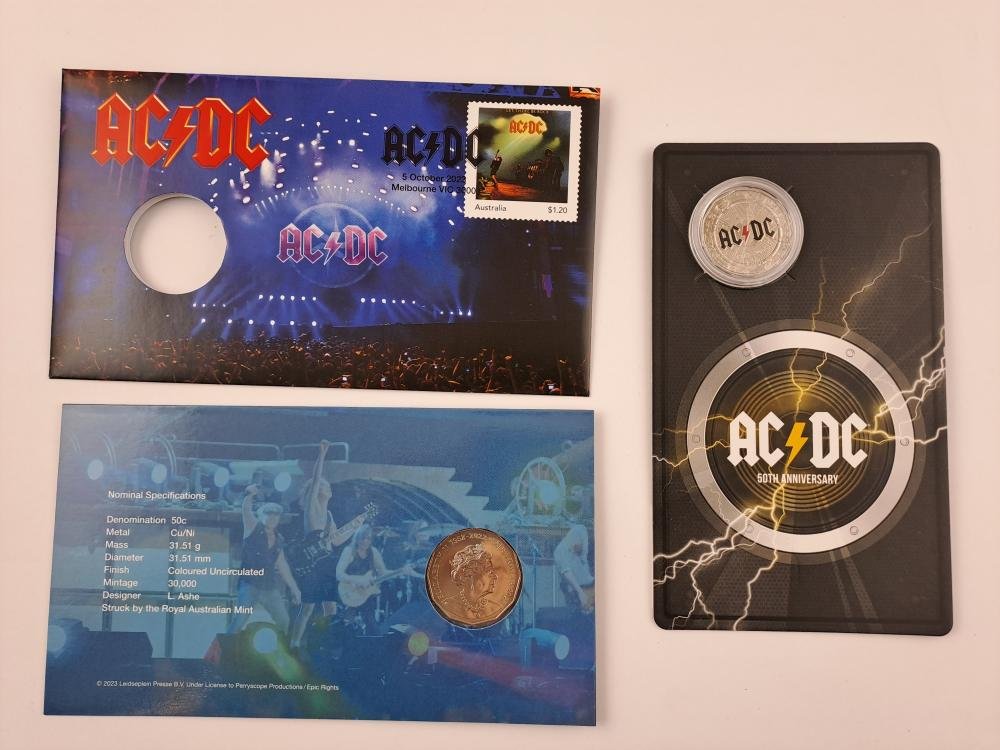 AC DC
AC DC
5 October 2023
Melbourne VIC 3000
AC DC
Australia $1.20
AC DC
Nominal Specifications
Denomination 50c
Metal Cu/Ni
Mass 31.51 g
Diameter 31.51 mm
Finish Coloured Uncirculated
Mintage 30,000
Designer L. Ashe
Struck by the Royal Australian Mint
© 2023 Leidseplein Presse B.V. Under License to Perryscope Productions / Epic Rights
AC DC
AC DC
50TH ANNIVERSARY